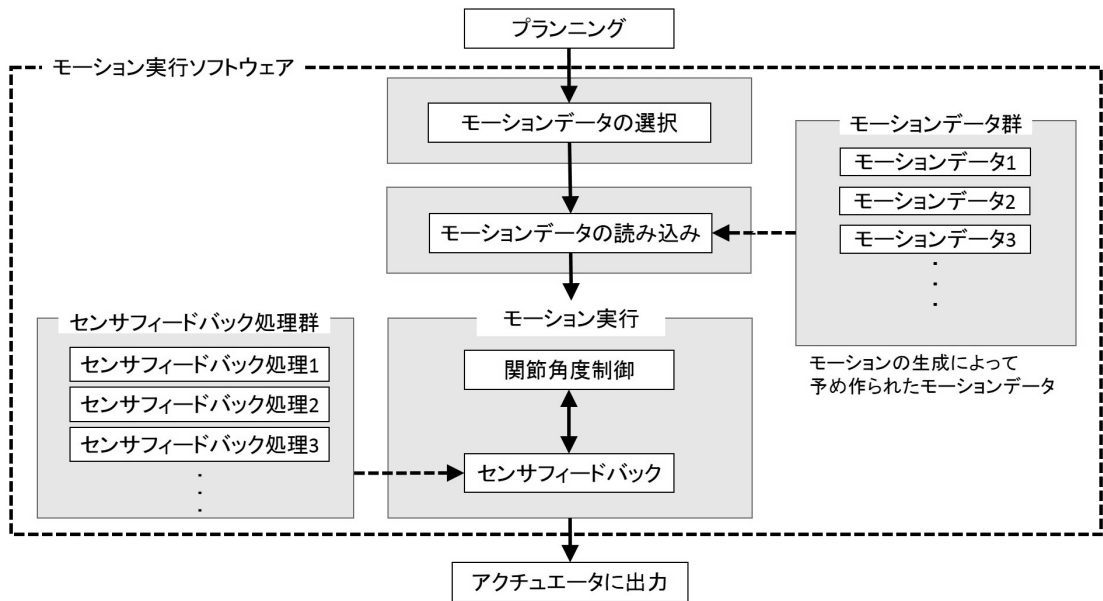 プランニング
モーション実行ソフトウェア
モーションデータの選択
モーションデータ群
モーションデータ1
モーションデータ2
モーションデータの読み込み
モーションデータ3
・
・
・
センサフィードバック処理群
モーション実行
センサフィードバック処理1
関節角度制御
モーションの生成によって
予め作られたモーションデータ
センサフィードバック処理2
センサフィードバック処理3
センサフィードバック
・
・
・
アクチュエータに出力